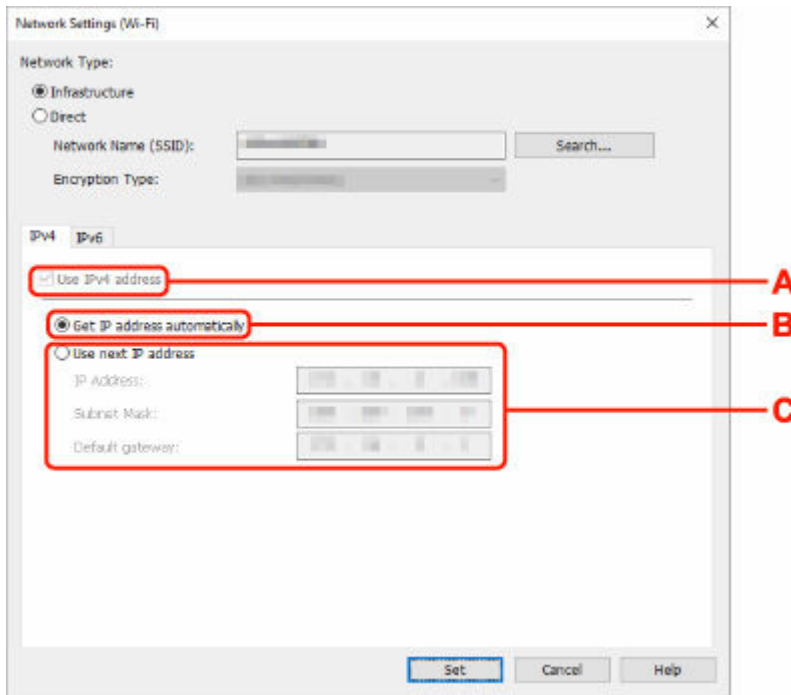 Network Settings (Wi-Fi)
Network Type:
Infrastructure
Direct
Network Name (SSID):
Search...
Encryption Type:
IPv4 IPv6
Use IPv4 address
A
Get IP address automatically
B
Use next IP address
IP Address:
Subnet Mask:
C
Default gateway:
Set Cancel Help